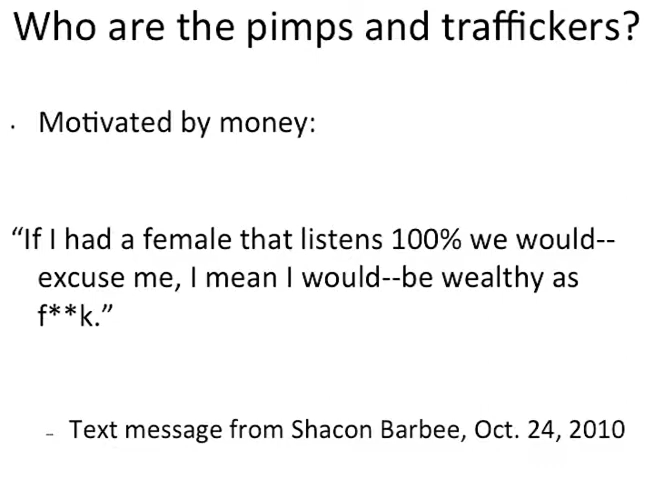 Who are the pimps and traffickers?
· Motivated by money:
“If I had a female that listens 100% we would--
excuse me, I mean I would--be wealthy as
f**k.”
– Text message from Shacon Barbee, Oct. 24, 2010